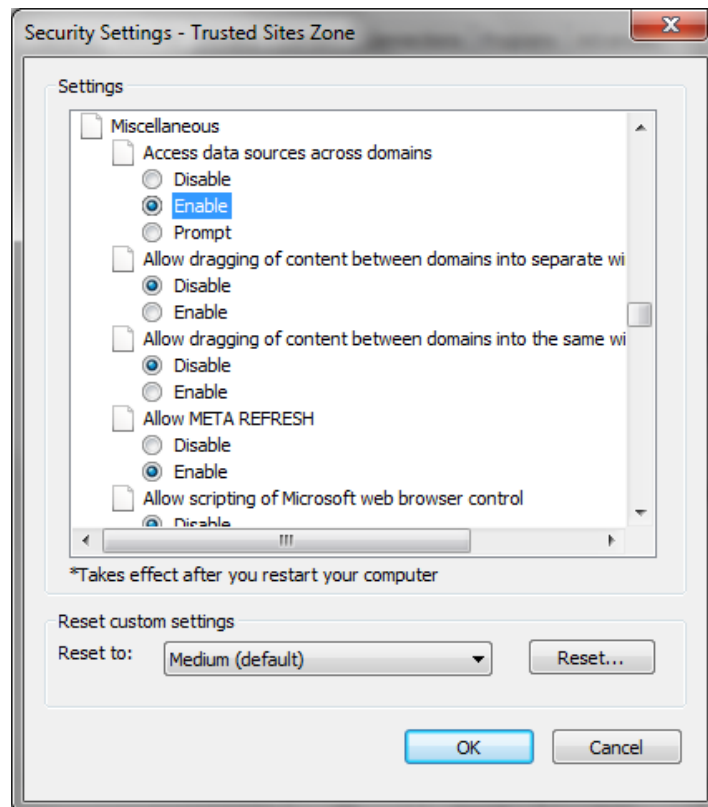 Security Settings - Trusted Sites Zone
Settings
Miscellaneous
Access data sources across domains
Disable
Enable
Prompt
Allow dragging of content between domains into separate wi
Disable
Enable
Allow dragging of content between domains into the same wi
Disable
Enable
Allow META REFRESH
Disable
Enable
Allow scripting of Microsoft web browser control
Disable
*Takes effect after you restart your computer
Reset custom settings
Reset to: Medium (default) Reset...
OK Cancel